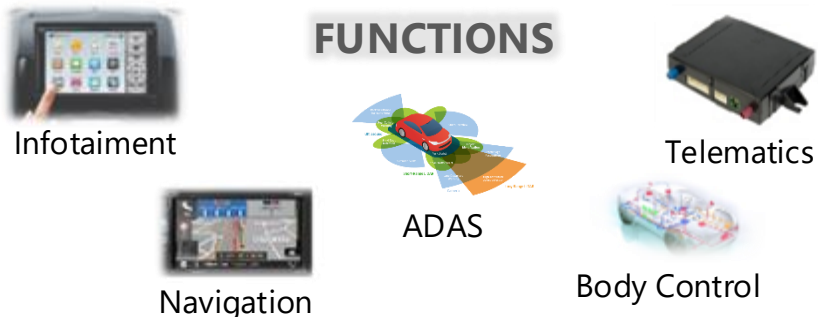 FUNCTIONS
Infotaiment
Telematics
ADAS
Body Control
Navigation